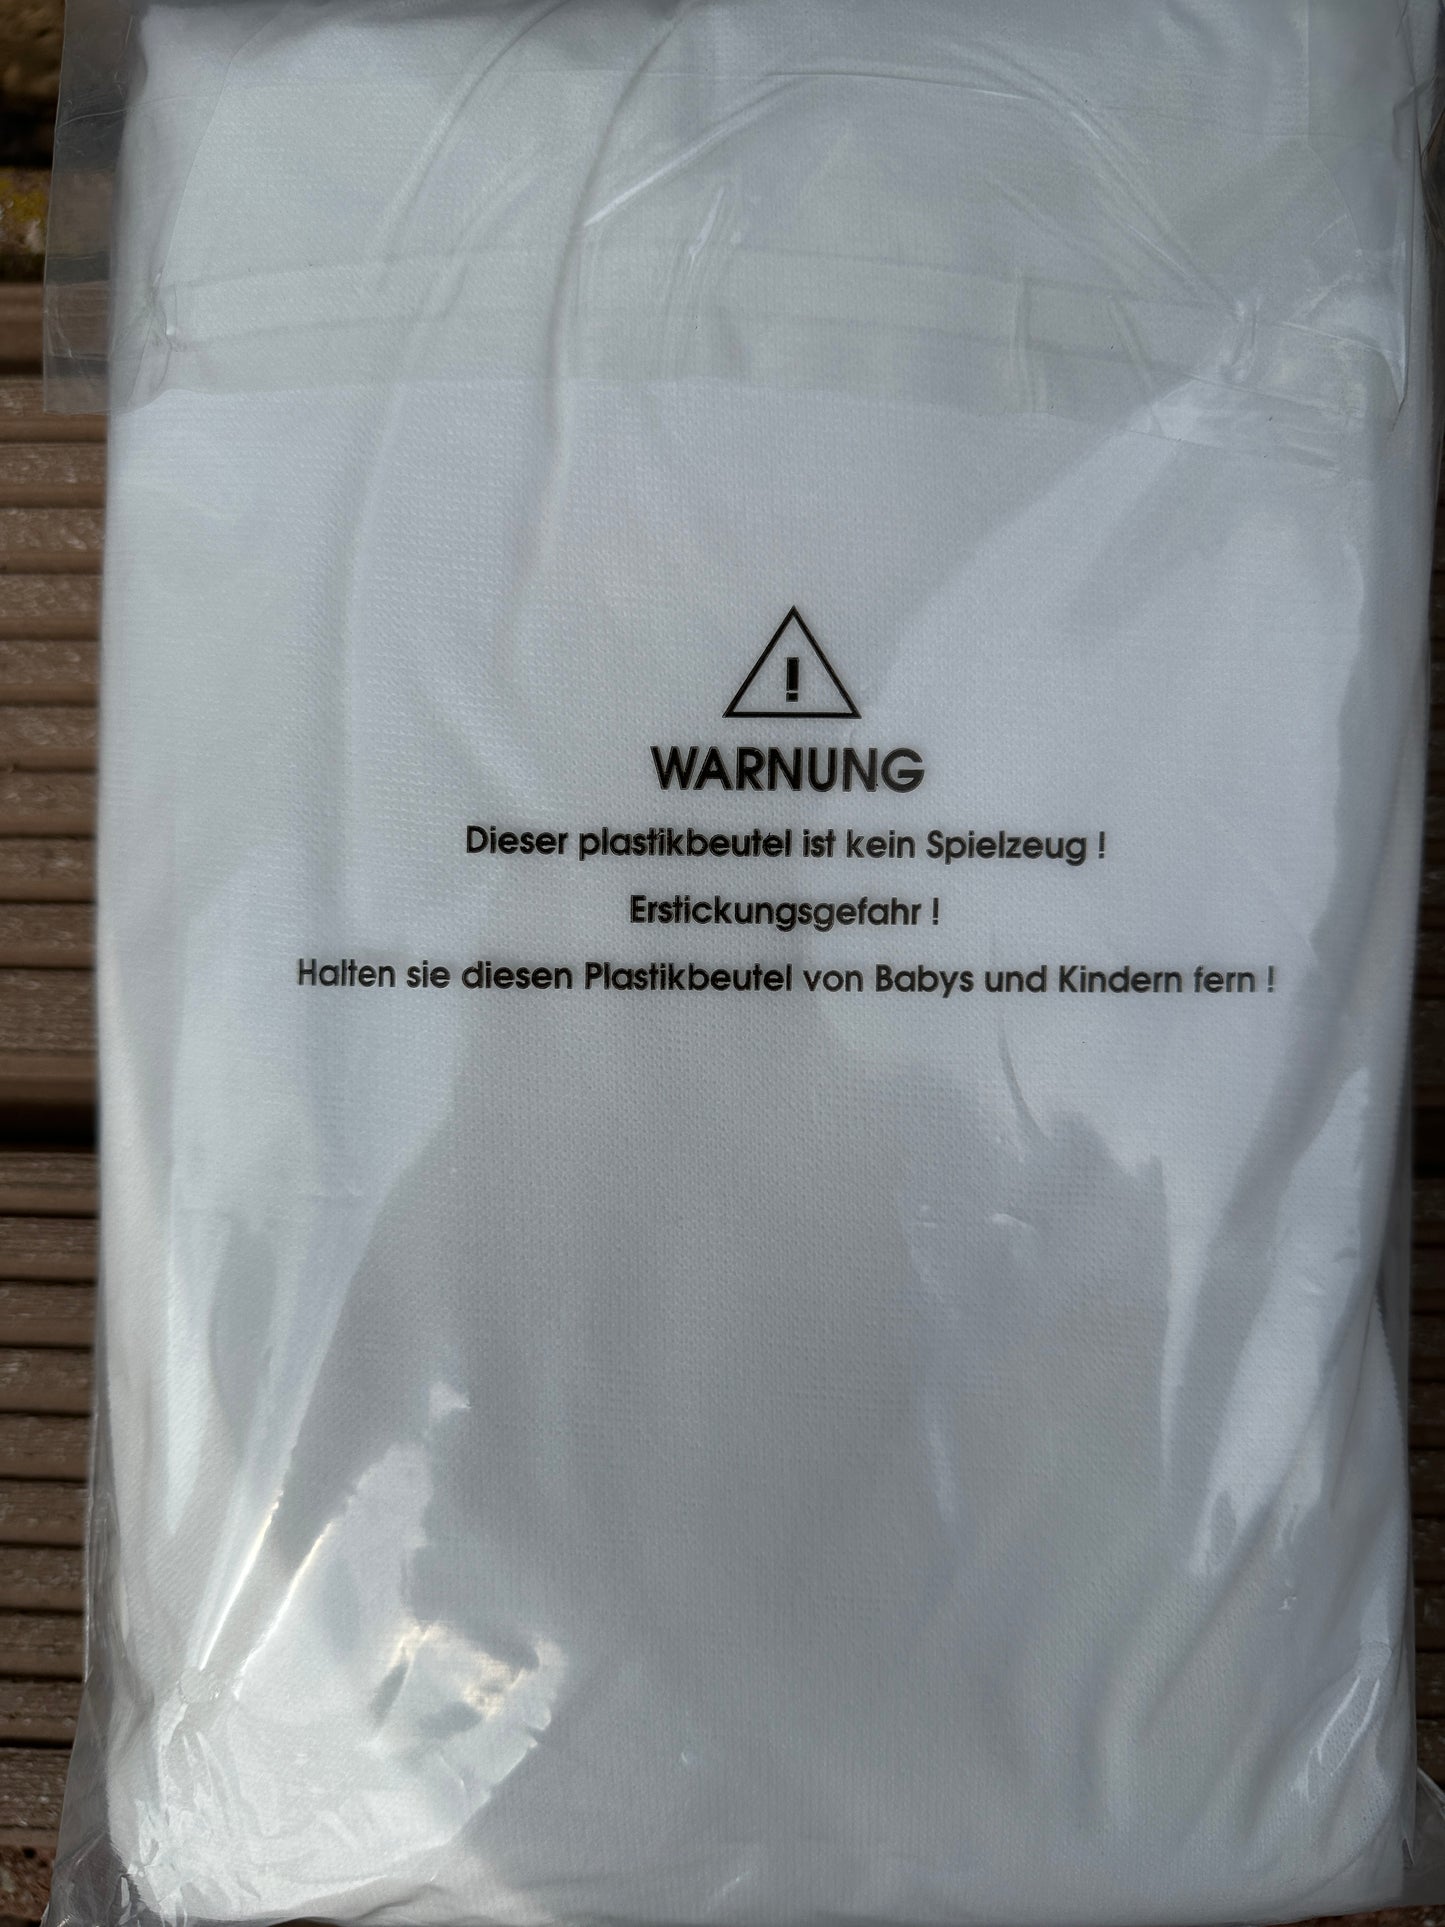 !
WARNUNG
Dieser plastikbeutel ist kein Spielzeug !
Erstickungsgefahr !
Halten sie diesen Plastikbeutel von Babys und Kindern fern !